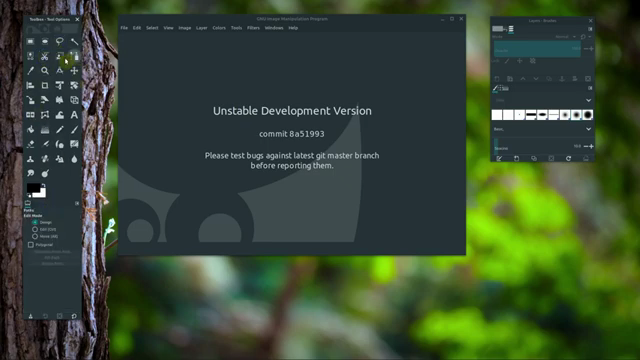 Toolbox - Tool Options
GNU Image Manipulation Program
File Edit Select View Image Layer Colors Tools Filters Windows Help
Unstable Development Version
commit 8a51993
Please test bugs against latest git master branch
before reporting them.
Layers - Brushes
Basic,
Spacing
Paths
Edit Mode
Design
Edit (Ctrl)
Move (Alt)
Polygonal